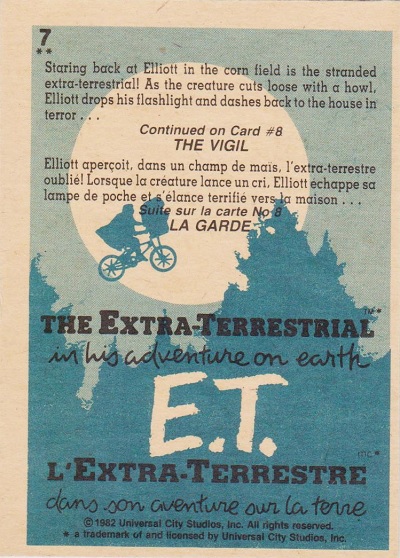 7
**
Staring back at Elliott in the corn field is the stranded
extra-terrestrial! As the creature cuts loose with a howl,
Elliott drops his flashlight and dashes back to the house in
terror . . .
Continued on Card #8
THE VIGIL
Elliott aperçoit, dans un champ de maïs, l'extra-terrestre
oublié! Lorsque la créature lance un cri, Elliott échappe sa
lampe de poche et s'élance terrifié vers la maison . . .
Suite sur la carte No 8
LA GARDE
THE EXTRA-TERRESTRIAL TM*
in his adventure on earth
E.T.
MC*
L'EXTRA-TERRESTRE
dans son aventure sur la terre
©1982 Universal City Studios, Inc. All rights reserved.
* a trademark of and licensed by Universal City Studios, Inc.